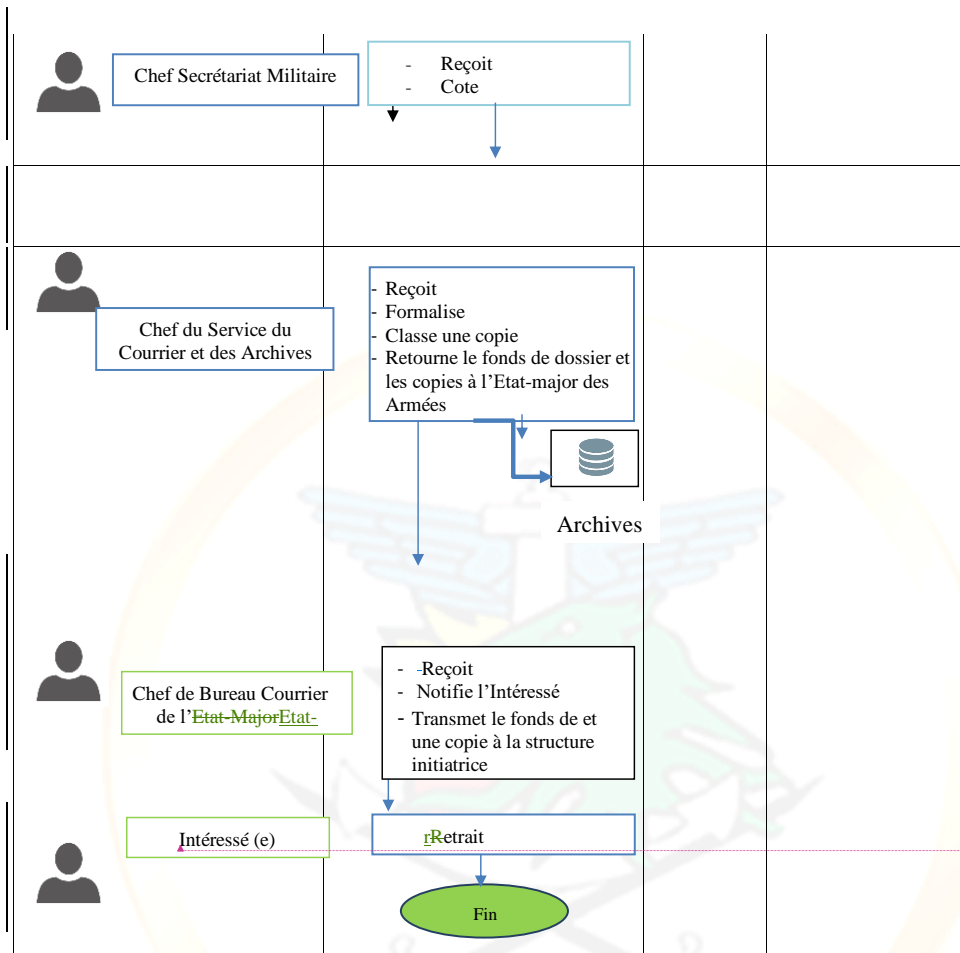 Chef Secrétariat Militaire
- Reçoit
- Cote
Chef du Service du
Courrier et des Archives
- Reçoit
- Formalise
- Classe une copie
- Retourne le fonds de dossier et
les copies à l’Etat-major des
Armées
Archives
Chef de Bureau Courrier
de l’Etat-MajorEtat-
- -Reçoit
- Notifie l’Intéressé
- Transmet le fonds de et
une copie à la structure
initiatrice
Intéressé (e)
rRetrait
Fin